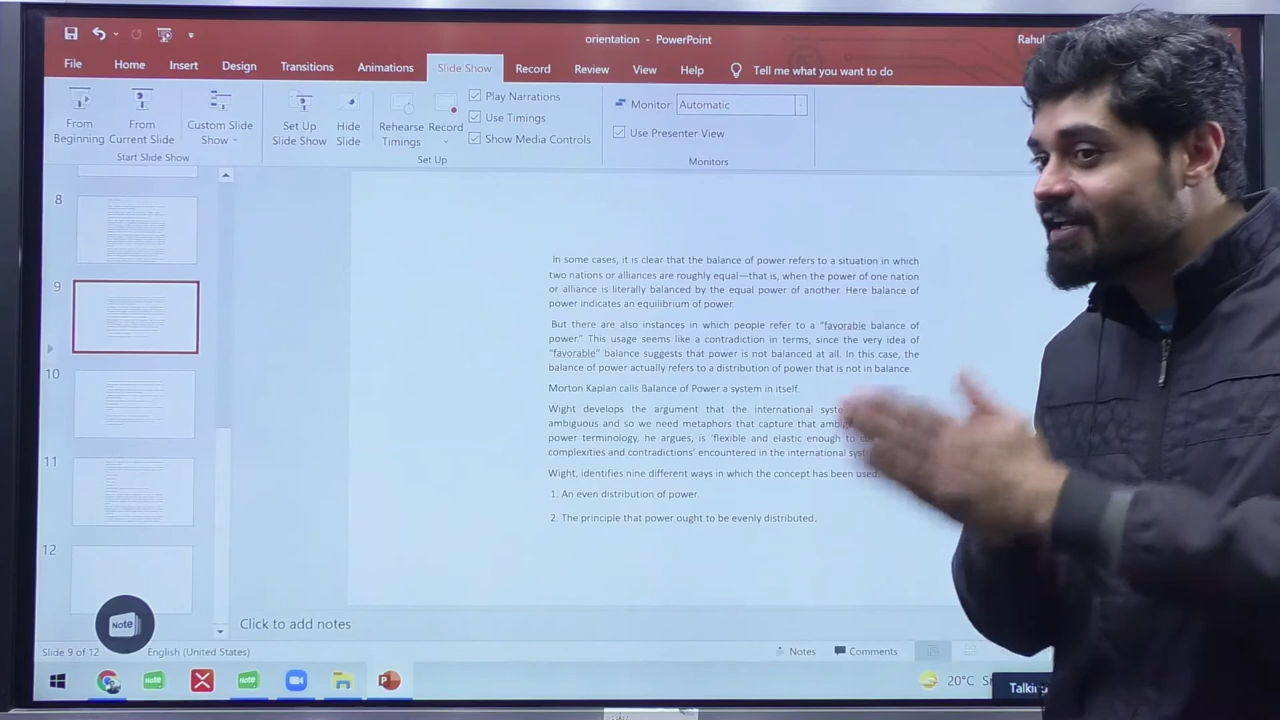 orientation - PowerPoint
Rahul
File Home Insert Design Transitions Animations Slide Show Record Review View Help Tell me what you want to do
From Beginning
From Current Slide
Custom Slide Show
Set Up Slide Show
Hide Slide
Rehearse Timings
Record
Play Narrations
Use Timings
Show Media Controls
Monitor: Automatic
Use Presenter View
Start Slide Show
Set Up
Monitors
8
9
10
11
12
In some cases, it is clear that the balance of power refers to a situation in which
two nations or alliances are roughly equal—that is, when the power of one nation
or alliance is literally balanced by the equal power of another. Here balance of
power indicates an equilibrium of power.
But there are also instances in which people refer to a “favorable balance of
power.” This usage seems like a contradiction in terms, since the very idea of
“favorable” balance suggests that power is not balanced at all. In this case, the
balance of power actually refers to a distribution of power that is not in balance.
Morton Kaplan calls Balance of Power a system in itself.
Wight develops the argument that the international
ambiguous and so we need metaphors that capture that
power terminology, he argues, is ‘flexible and elastic enough to
complexities and contradictions’ encountered in the international
Wight, identifies nine different ways in which the concept has been used.
1. An even distribution of power
2. The principle that power ought to be evenly distributed.
Note
Click to add notes
Slide 9 of 12 English (United States) Notes Comments
20°C